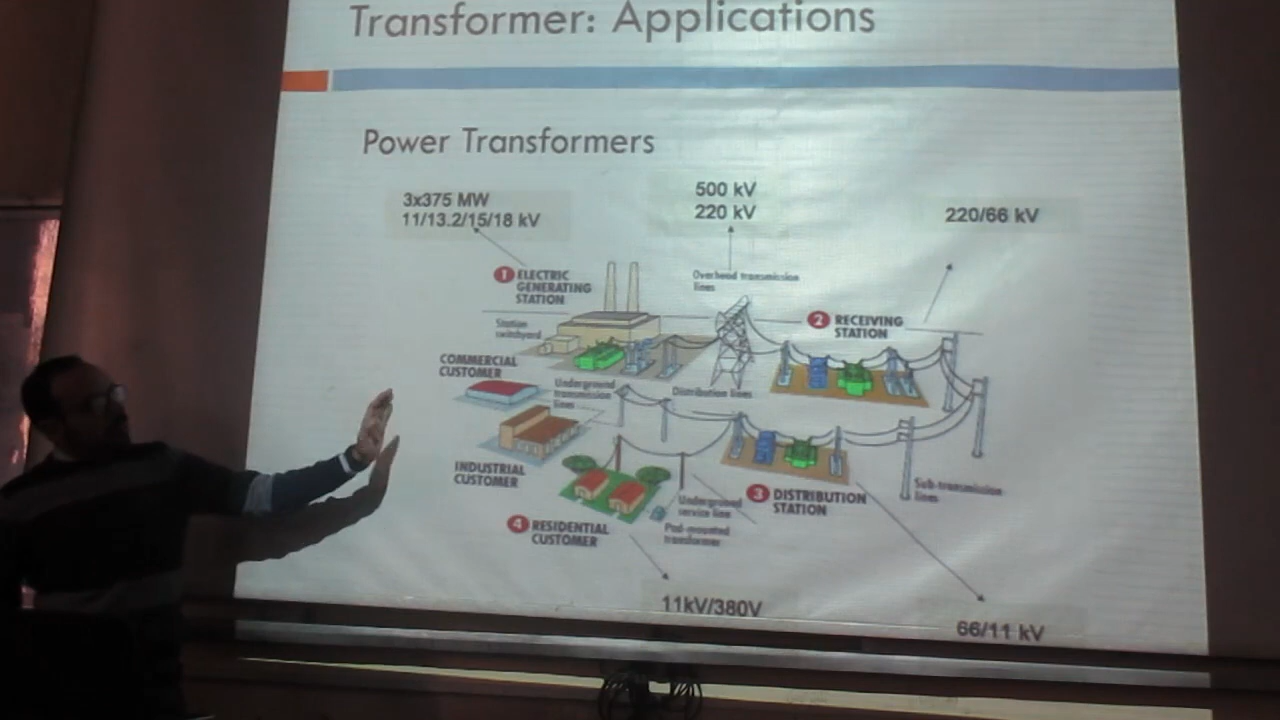 Transformer: Applications
Power Transformers
3x375 MW
11/13.2/15/18 kV
500 kV
220 kV
220/66 kV
1 ELECTRIC
GENERATING
STATION
Overhead transmission
lines
2 RECEIVING
STATION
Station
switchyard
COMMERCIAL
CUSTOMER
Underground
transmission
lines
Distribution lines
INDUSTRIAL
CUSTOMER
Sub-transmission
lines
3 DISTRIBUTION
STATION
Underground
service line
4 RESIDENTIAL
CUSTOMER
Pad-mounted
transformer
11kV/380V
66/11 kV